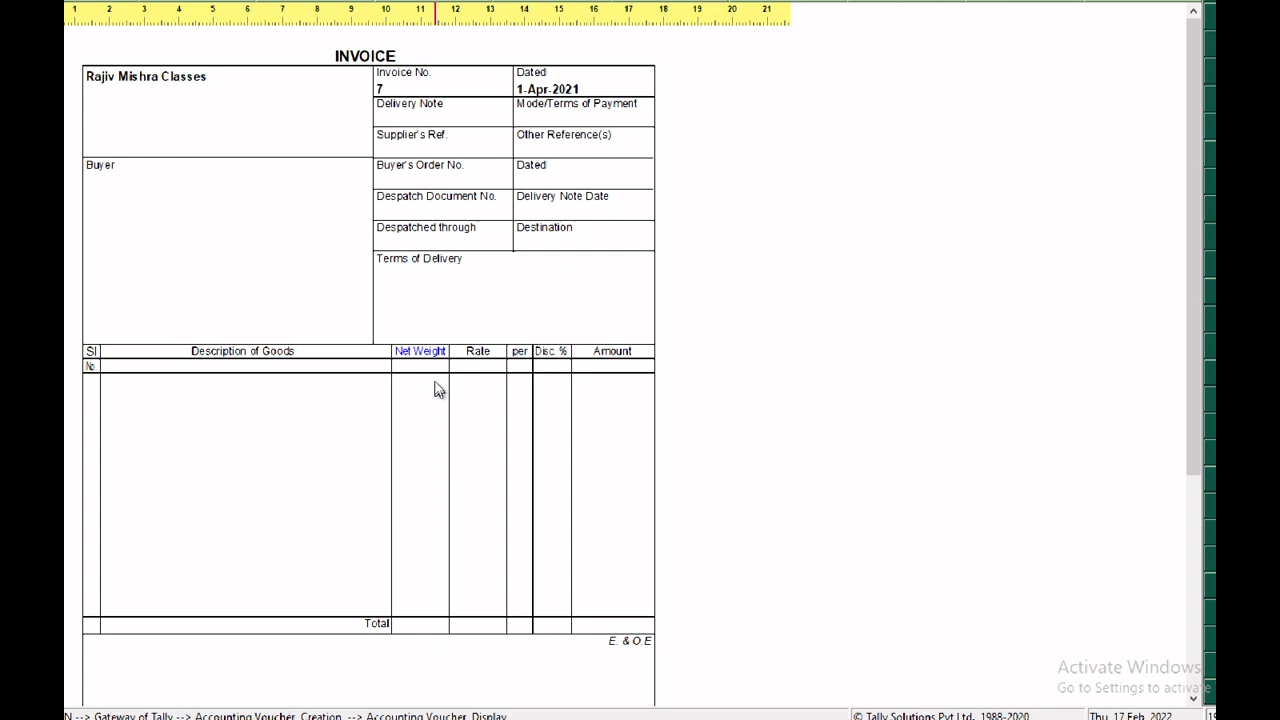 1 2 3 4 5 6 7 8 9 10 11 12 13 14 15 16 17 18 19 20 21
INVOICE
Rajiv Mishra Classes
Invoice No.
7
Dated
1-Apr-2021
Delivery Note
Mode/Terms of Payment
Supplier's Ref.
Other Reference(s)
Buyer
Buyer's Order No.
Dated
Despatch Document No.
Delivery Note Date
Despatched through
Destination
Terms of Delivery
Sl Description of Goods Net Weight Rate per Disc. % Amount
No.
Total
E. & O.E
Activate Windows
Go to Settings to activate
N --> Gateway of Tally --> Accounting Voucher Creation --> Accounting Voucher Display
© Tally Solutions Pvt Ltd., 1988-2020
Thu, 17 Feb, 2022